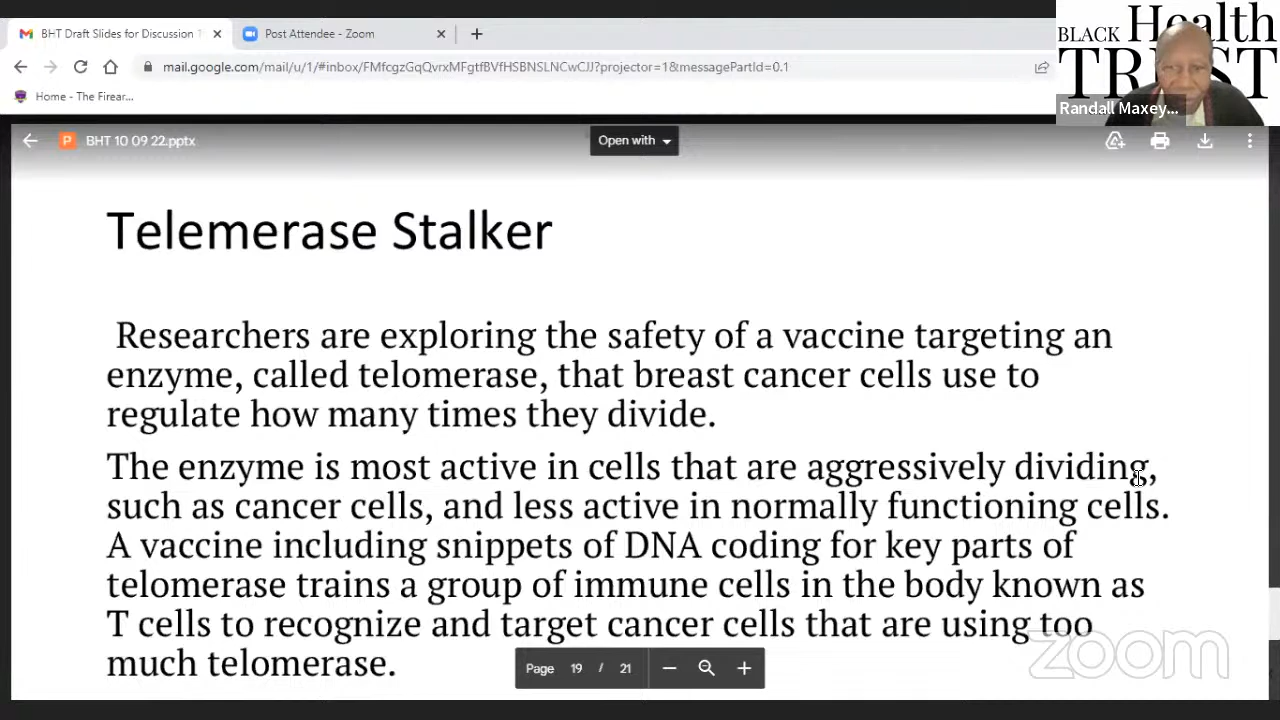 BHT Draft Slides for Discussion
Post Attendee - Zoom
mail.google.com/mail/u/1/#inbox/FMfcgzGqQvrxMFgtfBVfHSBNSLNCwCJJ?projector=1&messagePartId=0.1
Home - The Firear...
BLACK Health
TRUST
Randall Maxey...
P BHT 10 09 22.pptx
Open with
Telemerase Stalker
Researchers are exploring the safety of a vaccine targeting an
enzyme, called telomerase, that breast cancer cells use to
regulate how many times they divide.
The enzyme is most active in cells that are aggressively dividing,
such as cancer cells, and less active in normally functioning cells.
A vaccine including snippets of DNA coding for key parts of
telomerase trains a group of immune cells in the body known as
T cells to recognize and target cancer cells that are using too
much telomerase.
Page 19 / 21
zoom